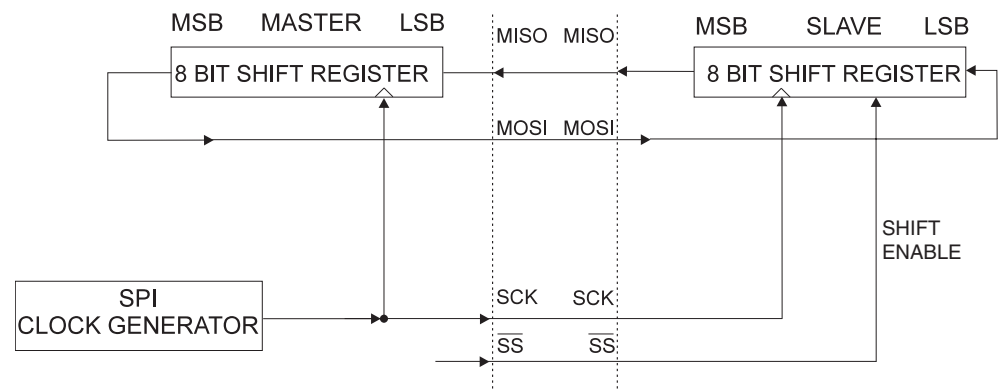 MSB MASTER LSB
MSB SLAVE LSB
MISO MISO
8 BIT SHIFT REGISTER
8 BIT SHIFT REGISTER
MOSI MOSI
SHIFT
ENABLE
SPI
CLOCK GENERATOR
SCK SCK
SS SS